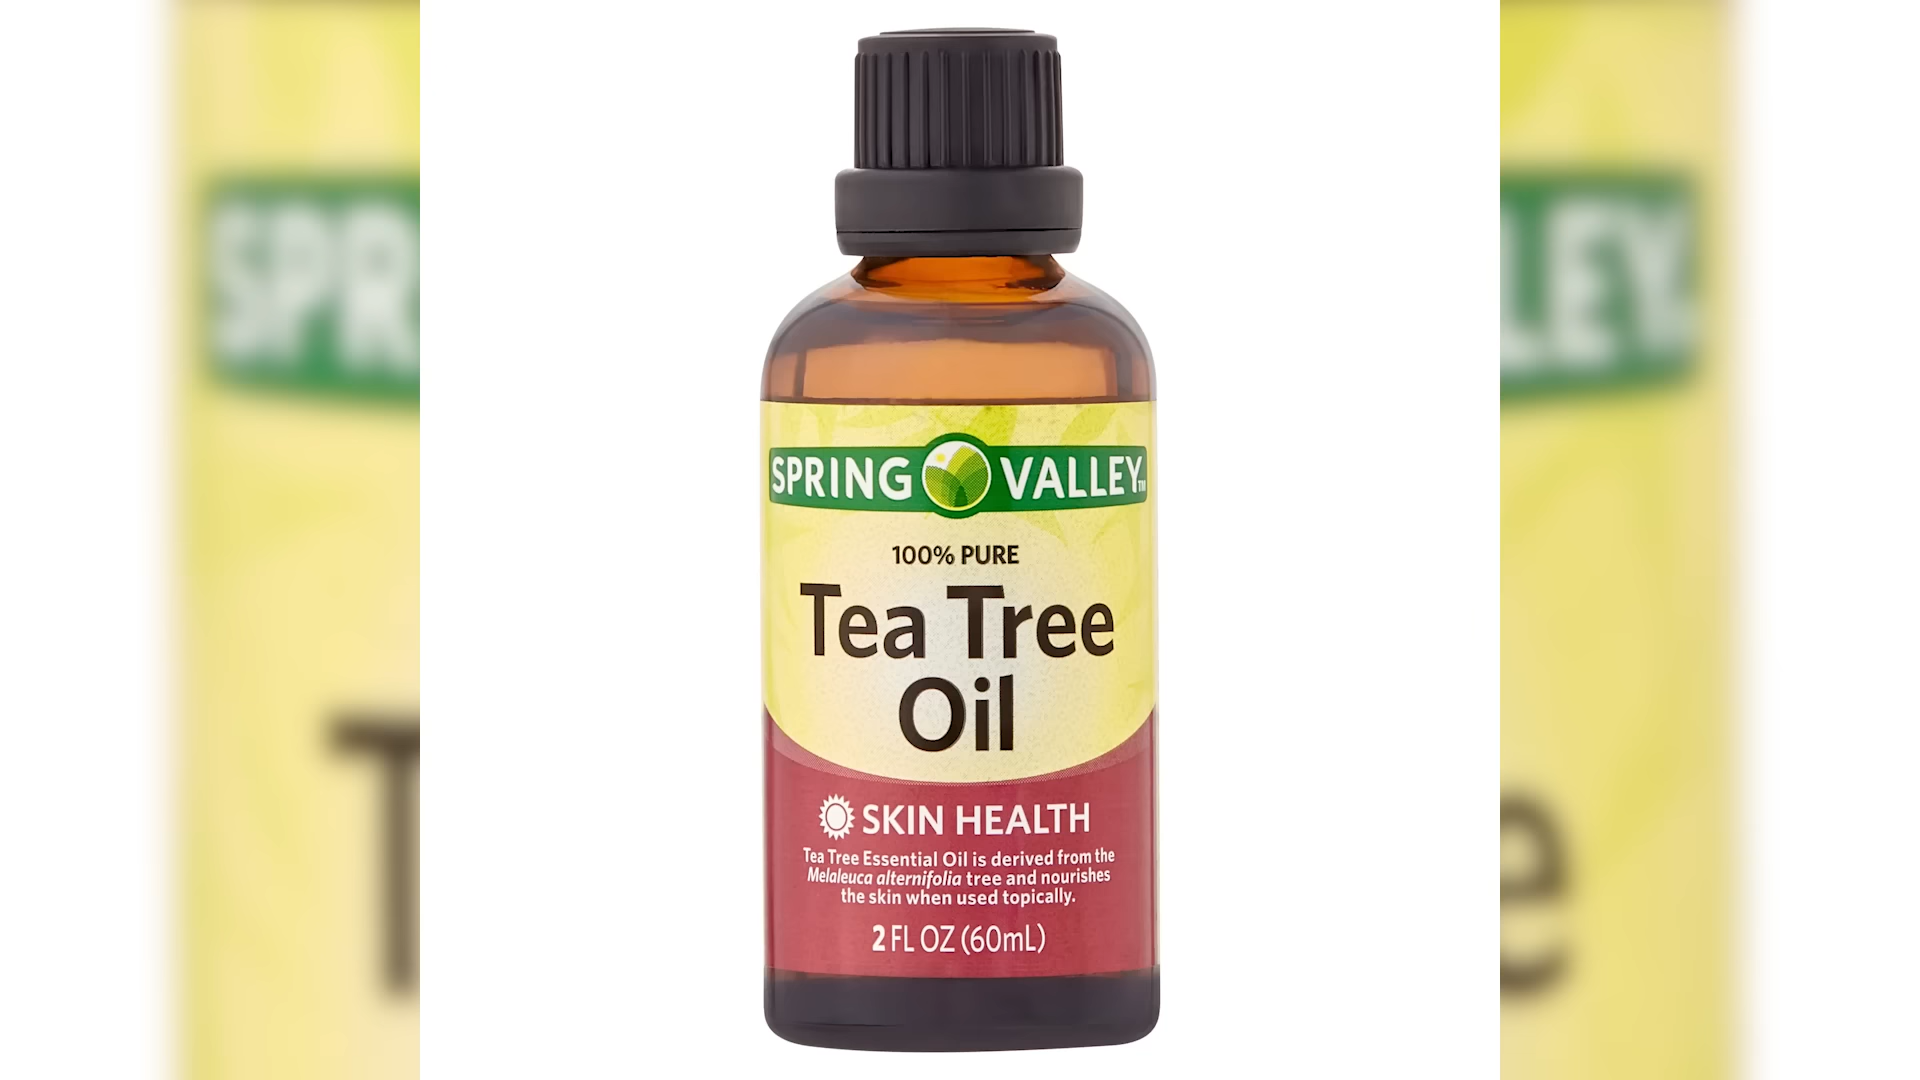 SPRING VALLEY™
100% PURE
Tea Tree
Oil
SKIN HEALTH
Tea Tree Essential Oil is derived from the
Melaleuca alternifolia tree and nourishes
the skin when used topically.
2 FL OZ (60mL)